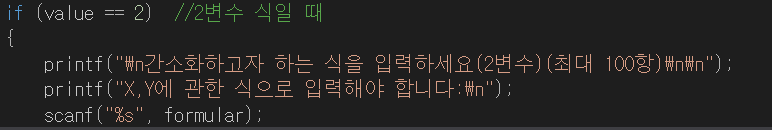 if (value == 2)  //2변수 식일 때
{
    printf("₩n간소화하고자 하는 식을 입력하세요(2변수)(최대 100항)₩n₩n");
    printf("X,Y에 관한 식으로 입력해야 합니다:₩n");
    scanf("%s", formular);